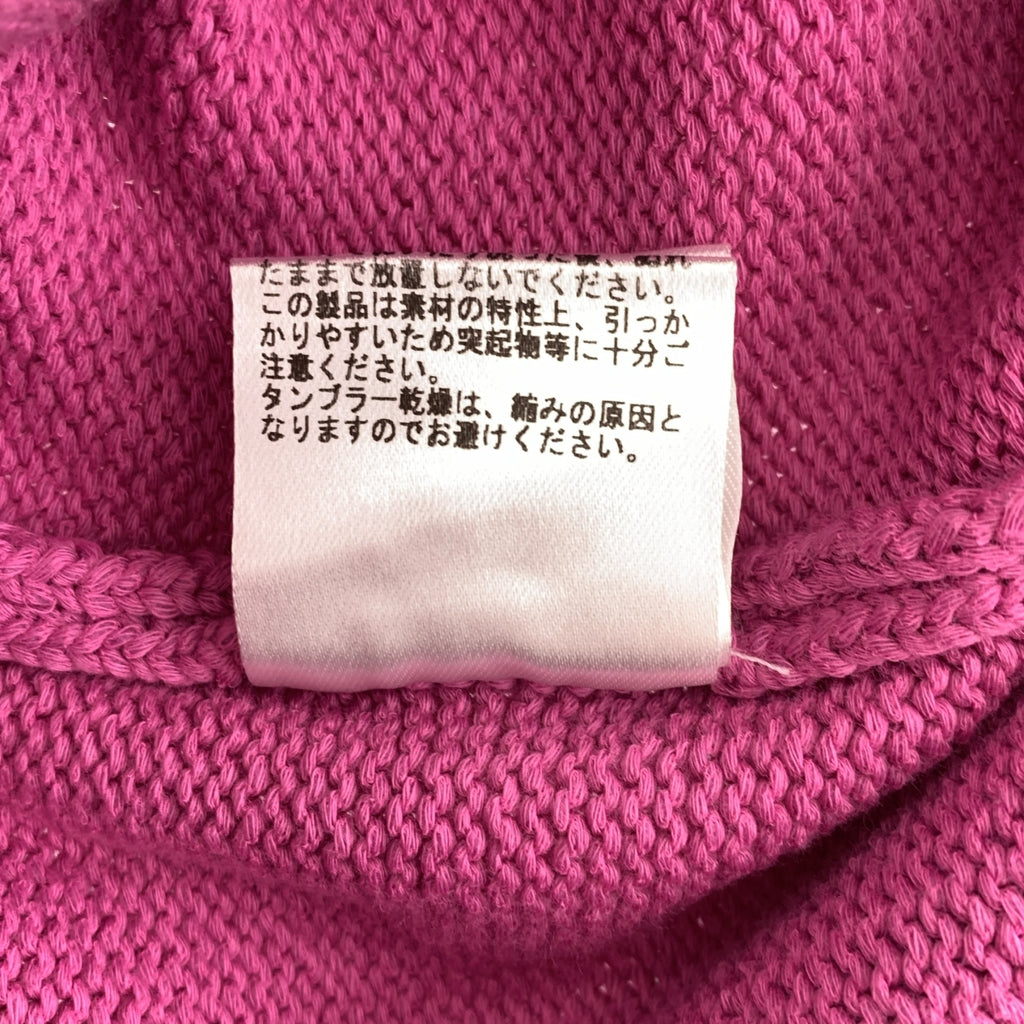 た後、濡れ
たままで放置しないでください。
この製品は素材の特性上、引っか
かりやすいため突起物等に十分ご
注意ください。
タンブラー乾燥は、縮みの原因と
なりますのでお避けください。